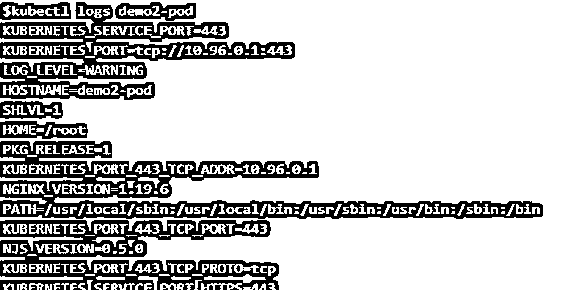 $kubectl logs demo2-pod
KUBERNETES_SERVICE_PORT=443
KUBERNETES_PORT=tcp://10.96.0.1:443
LOG_LEVEL=WARNING
HOSTNAME=demo2-pod
SHLVL=1
HOME=/root
PKG_RELEASE=1
KUBERNETES_PORT_443_TCP_ADDR=10.96.0.1
NGINX_VERSION=1.19.6
PATH=/usr/local/sbin:/usr/local/bin:/usr/sbin:/usr/bin:/sbin:/bin
KUBERNETES_PORT_443_TCP_PORT=443
NJS_VERSION=0.5.0
KUBERNETES_PORT_443_TCP_PROTO=tcp
KUBERNETES_SERVICE_PORT_HTTPS=443